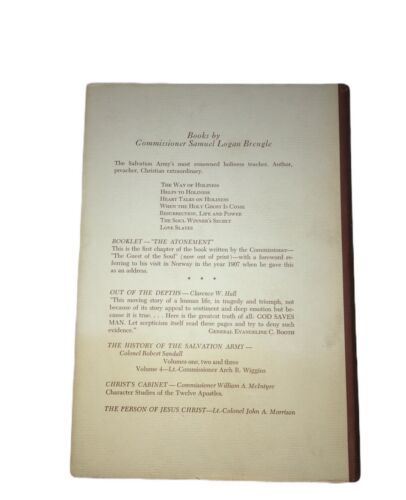 Books by
Commissioner Samuel Logan Brengle
The Salvation Army's most renowned holiness teacher. Author,
preacher, Christian extraordinary.
THE WAY OF HOLINESS
HELPS TO HOLINESS
HEART TALKS ON HOLINESS
WHEN THE HOLY GHOST IS COME
RESURRECTION, LIFE AND POWER
THE SOUL WINNER'S SECRET
LOVE SLAVES
BOOKLET — "THE ATONEMENT"
This is the first chapter of the book written by the Commissioner—
"The Guest of the Soul" (now out of print)—with a foreword re-
ferring to his visit in Norway in the year 1907 when he gave this
as an address.
* * *
OUT OF THE DEPTHS — Clarence W. Hall
"This moving story of a human life, in tragedy and triumph, not
because of its story appeal to sentiment and deep emotion but be-
cause it is true. . . . Here is the greatest truth of all: GOD SAVES
MAN. Let scepticism itself read these pages and try to deny such
evidence." GENERAL EVANGELINE C. BOOTH
THE HISTORY OF THE SALVATION ARMY —
Colonel Robert Sandall
Volumes one, two and three
Volume 4—Lt.-Commissioner Arch R. Wiggins
CHRIST'S CABINET — Commissioner William A. McIntyre
Character Studies of the Twelve Apostles.
THE PERSON OF JESUS CHRIST—Lt.-Colonel John A. Morrison